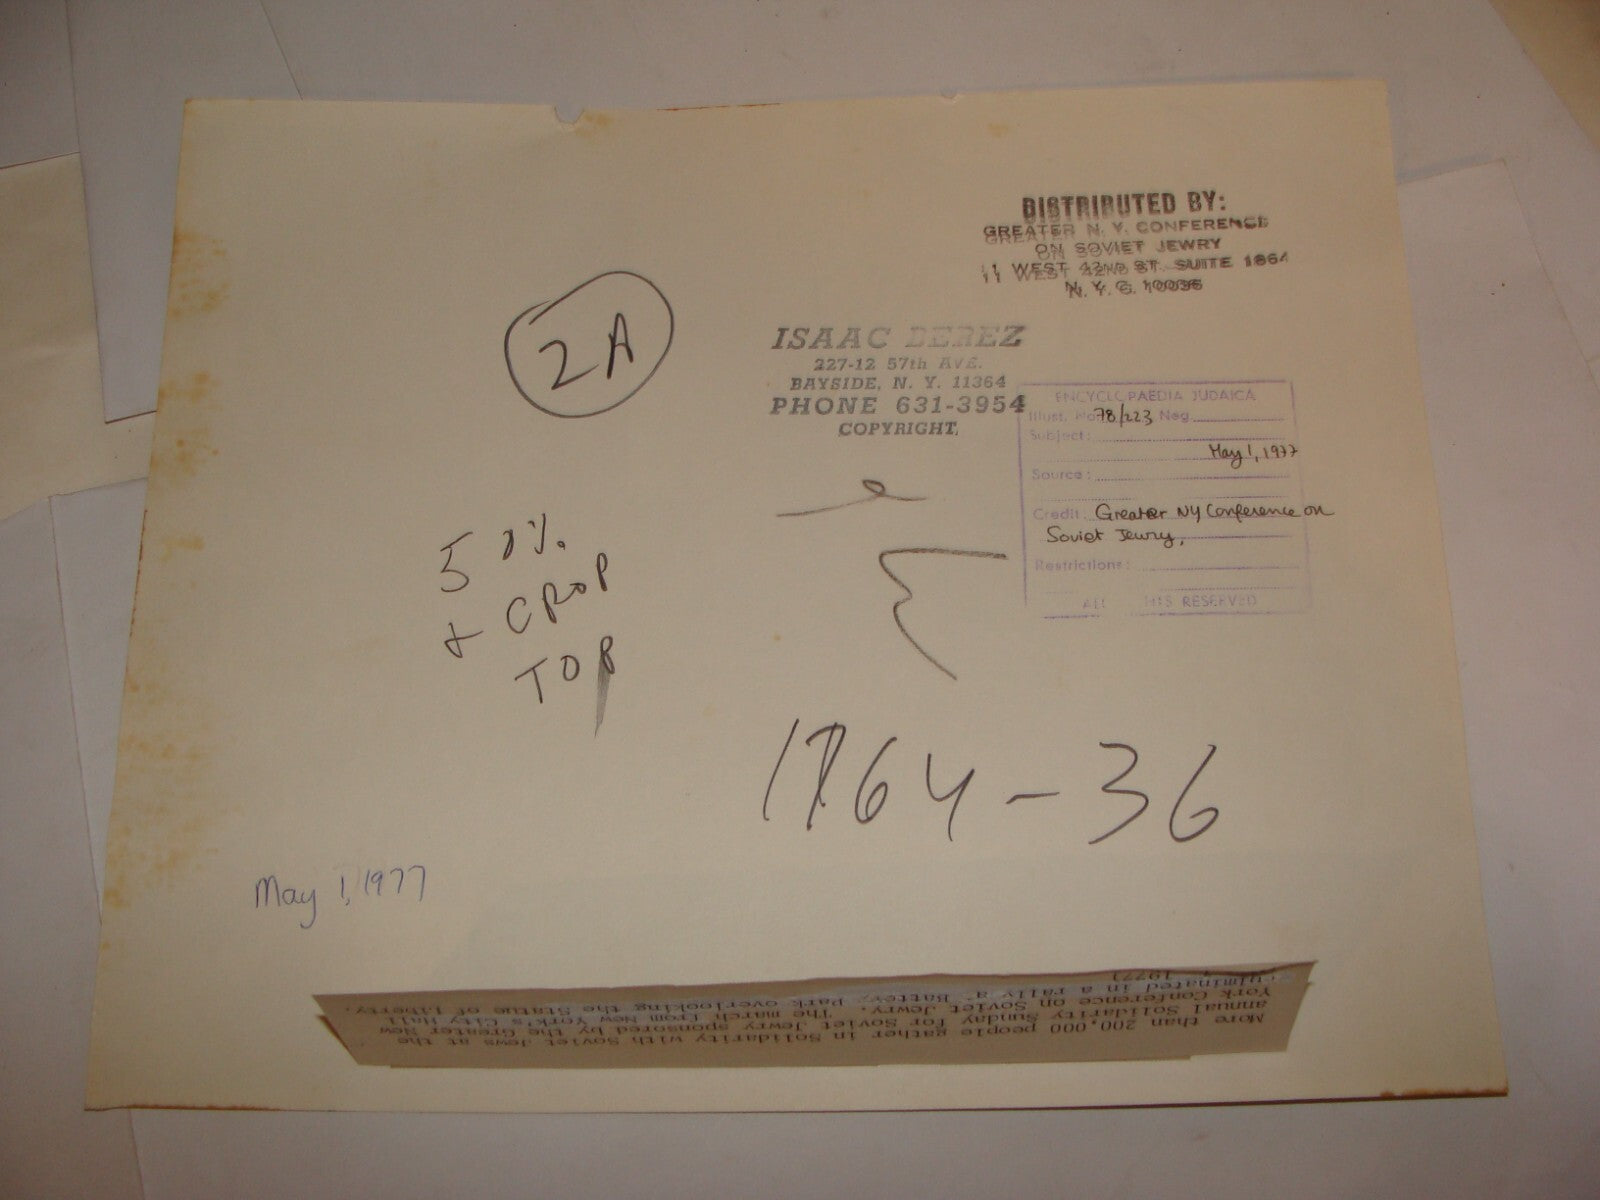 DISTRIBUTED BY:
GREATER N. Y. CONFERENCE
ON SOVIET JEWRY
11 WEST 42ND ST. SUITE 1864
N. Y. C. 10036
2A
ISAAC BEREZ
227-12 57th AVE.
BAYSIDE, N. Y. 11364
PHONE 631-3954
COPYRIGHT.
ENCYCLOPAEDIA JUDAICA
Illust. No. 78/223 Neg.
Subject:
May 1, 1977
Source:
Credit: Greater NY Conference on
Soviet Jewry,
Restrictions:
RESERVED
50%
+ CROP
TOP
1764-36
May 1, 1977
More than 200,000 people gather in Solidarity with Soviet Jews at the
annual Solidarity Sunday for Soviet Jewry sponsored by the Greater New
York Conference on Soviet Jewry. The march from New York's City Hall
culminated in a rally at Battery Park overlooking the Statue of Liberty.
1977)